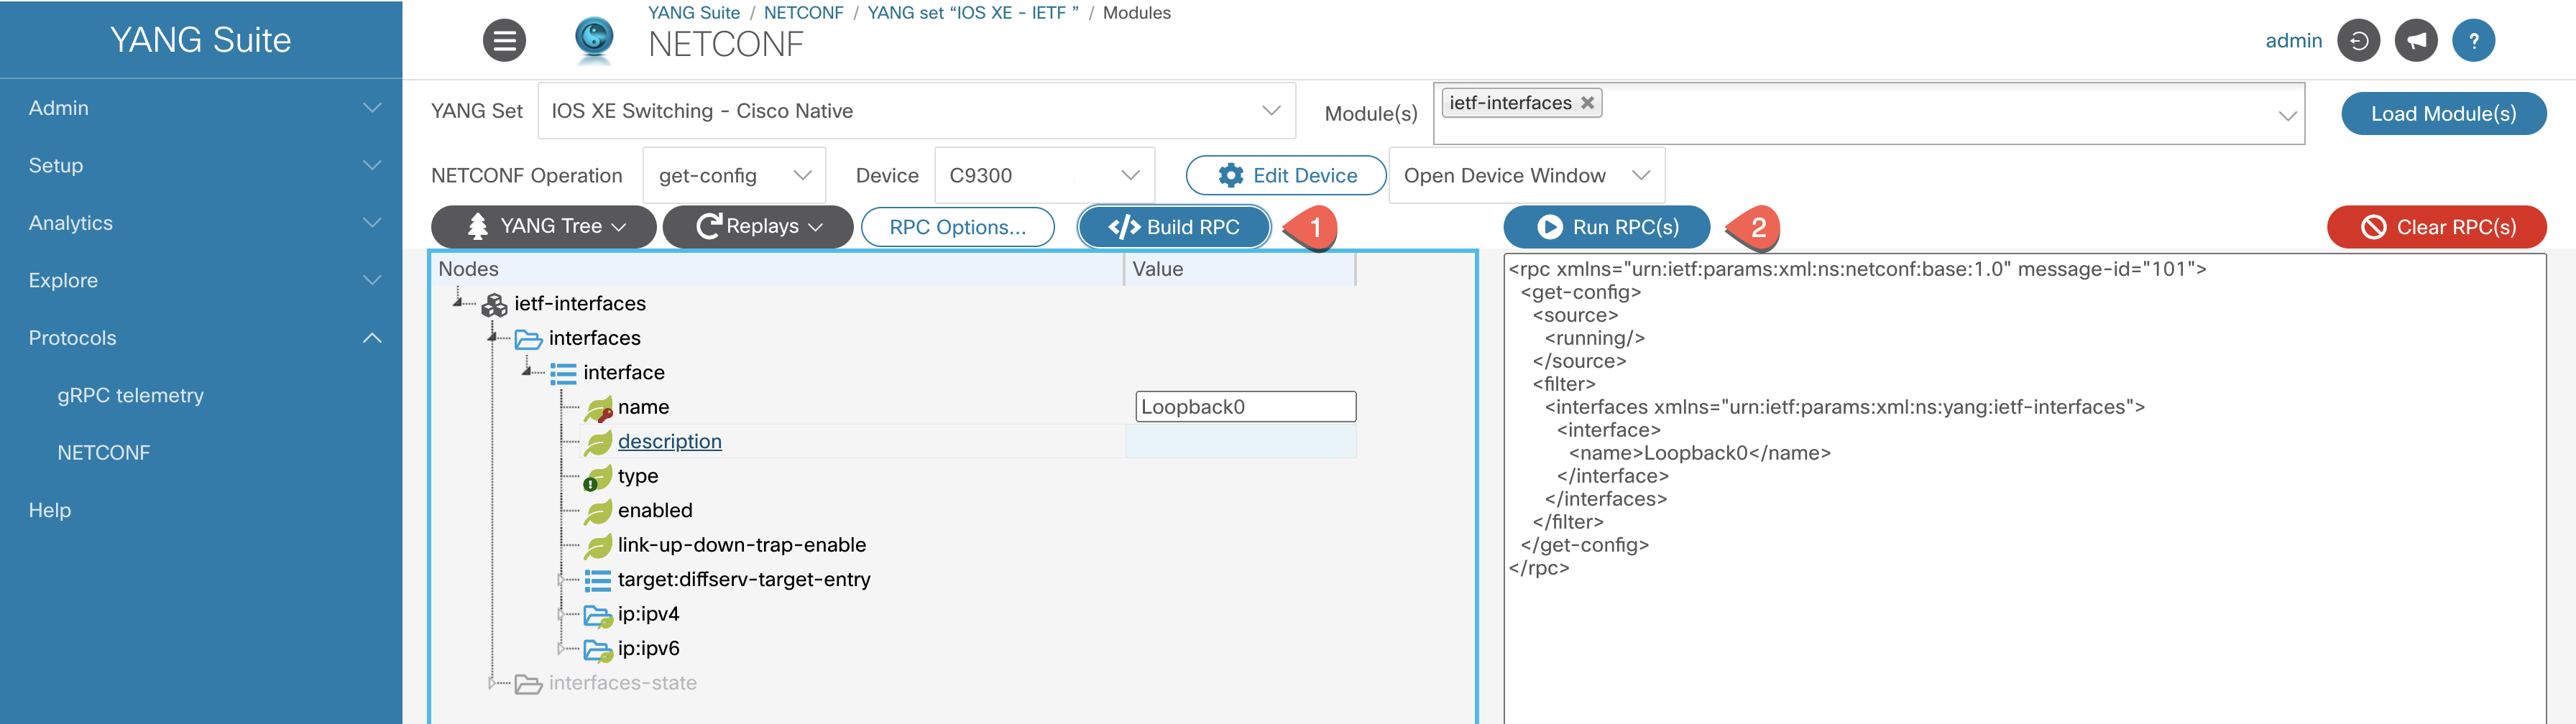 YANG Suite
Admin
Setup
Analytics
Explore
Protocols
gRPC telemetry
NETCONF
Help
YANG Suite / NETCONF / YANG set “IOS XE - IETF ” / Modules
NETCONF
admin
?
YANG Set IOS XE Switching - Cisco Native Module(s) ietf-interfaces Load Module(s)
NETCONF Operation get-config Device C9300 Edit Device Open Device Window
YANG Tree Replays RPC Options... </> Build RPC 1 Run RPC(s) 2 Clear RPC(s)
Nodes Value
ietf-interfaces
interfaces
interface
name Loopback0
description
type
enabled
link-up-down-trap-enable
target:diffserv-target-entry
ip:ipv4
ip:ipv6
interfaces-state
<rpc xmlns="urn:ietf:params:xml:ns:netconf:base:1.0" message-id="101">
<get-config>
<source>
<running/>
</source>
<filter>
<interfaces xmlns="urn:ietf:params:xml:ns:yang:ietf-interfaces">
<interface>
<name>Loopback0</name>
</interface>
</interfaces>
</filter>
</get-config>
</rpc>